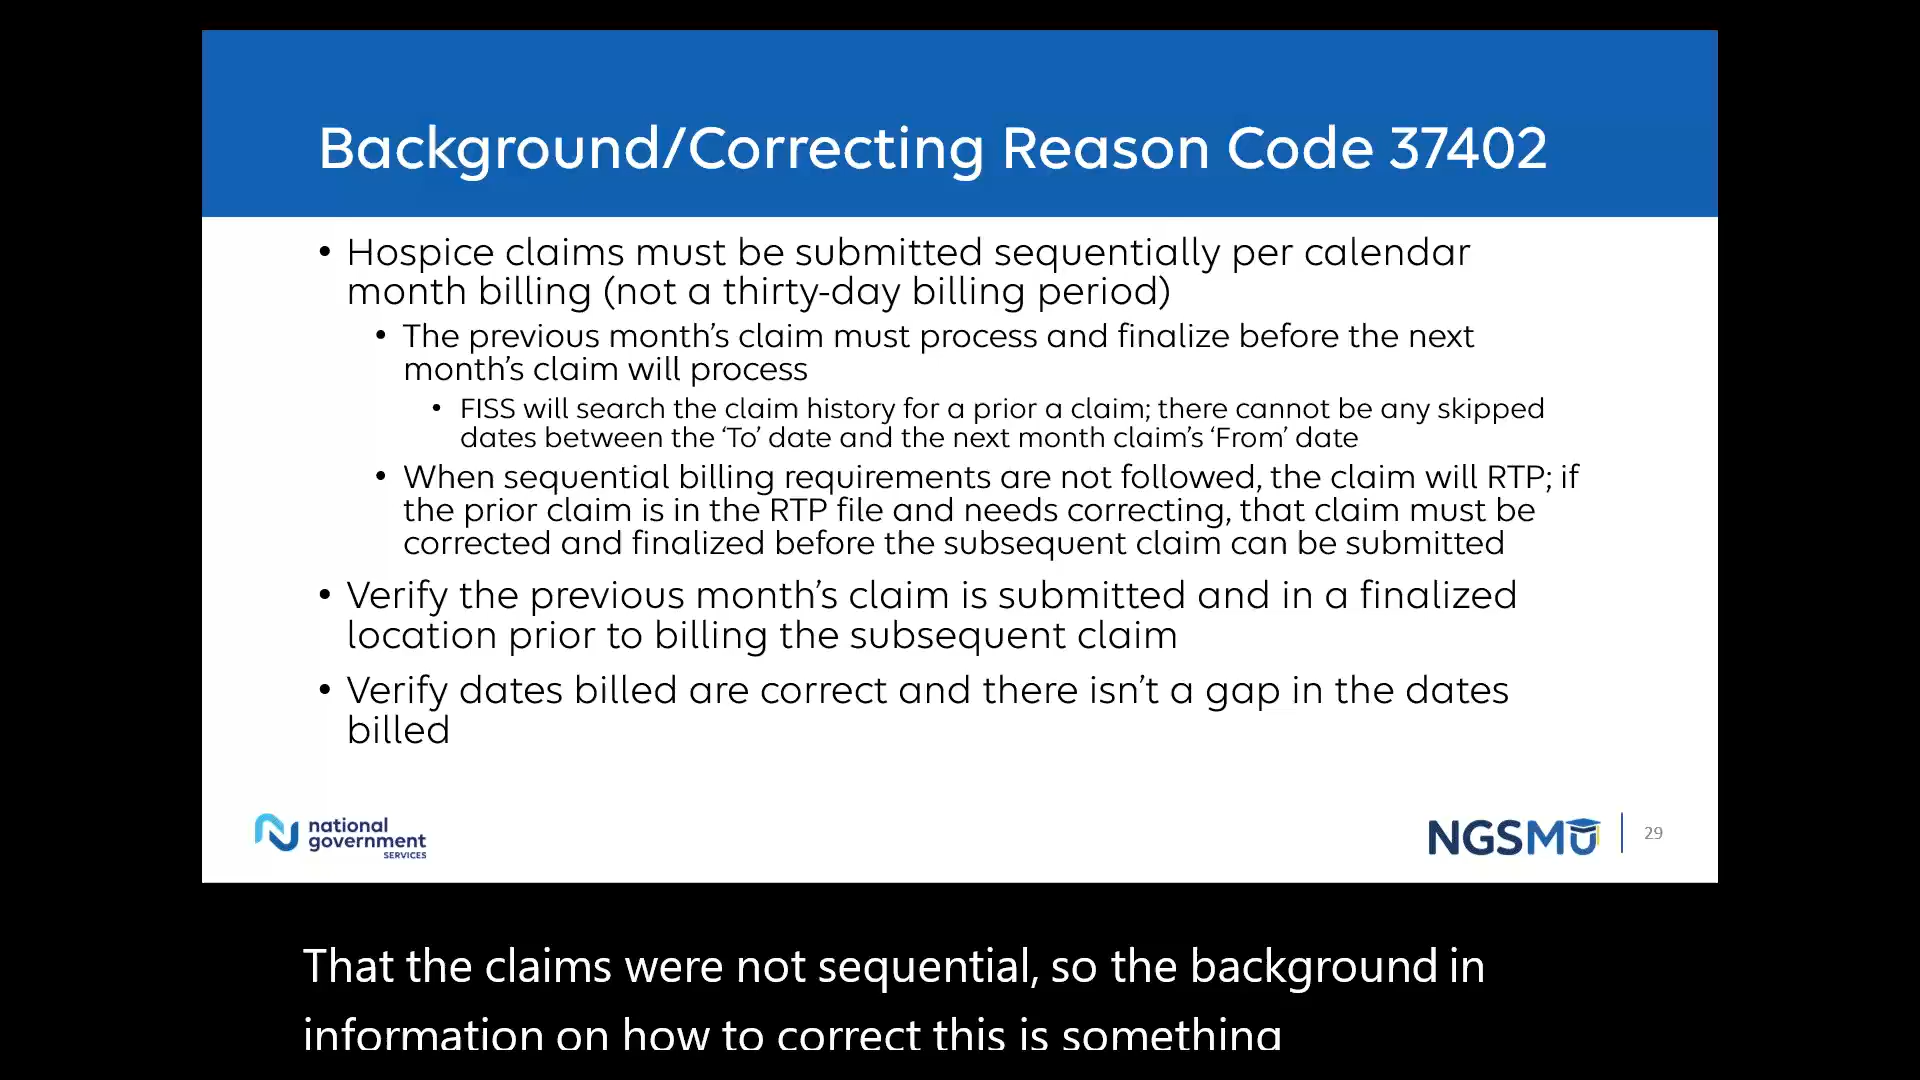 Background/Correcting Reason Code 37402
• Hospice claims must be submitted sequentially per calendar
month billing (not a thirty-day billing period)
• The previous month’s claim must process and finalize before the next
month’s claim will process
• FISS will search the claim history for a prior a claim; there cannot be any skipped
dates between the ‘To’ date and the next month claim’s ‘From’ date
• When sequential billing requirements are not followed, the claim will RTP; if
the prior claim is in the RTP file and needs correcting, that claim must be
corrected and finalized before the subsequent claim can be submitted
• Verify the previous month’s claim is submitted and in a finalized
location prior to billing the subsequent claim
• Verify dates billed are correct and there isn’t a gap in the dates
billed
national
government
SERVICES
NGSMU
29
That the claims were not sequential, so the background in
information on how to correct this is something